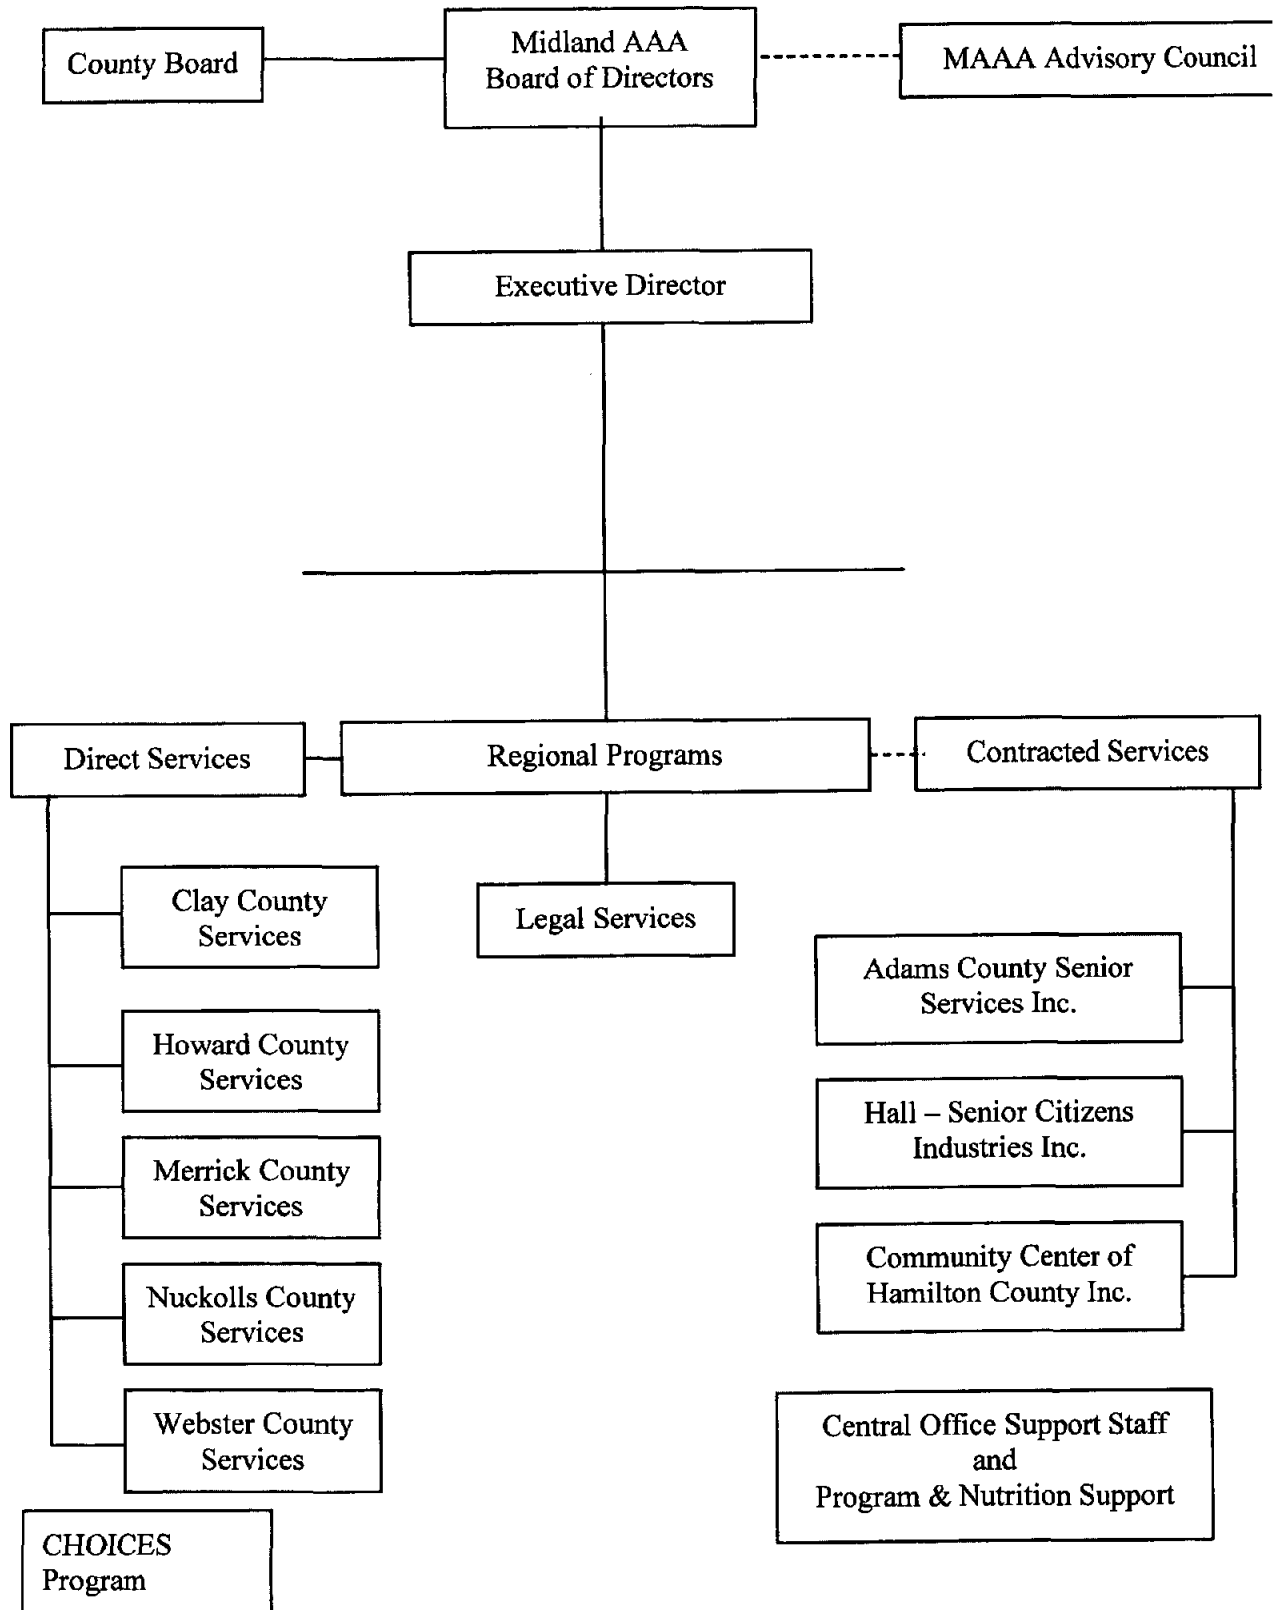 County Board
Midland AAA
Board of Directors
MAAA Advisory Council
Executive Director
Direct Services
Regional Programs
Contracted Services
Clay County
Services
Legal Services
Howard County
Services
Merrick County
Services
Nuckolls County
Services
Webster County
Services
Adams County Senior
Services Inc.
Hall – Senior Citizens
Industries Inc.
Community Center of
Hamilton County Inc.
Central Office Support Staff
and
Program & Nutrition Support
CHOICES
Program